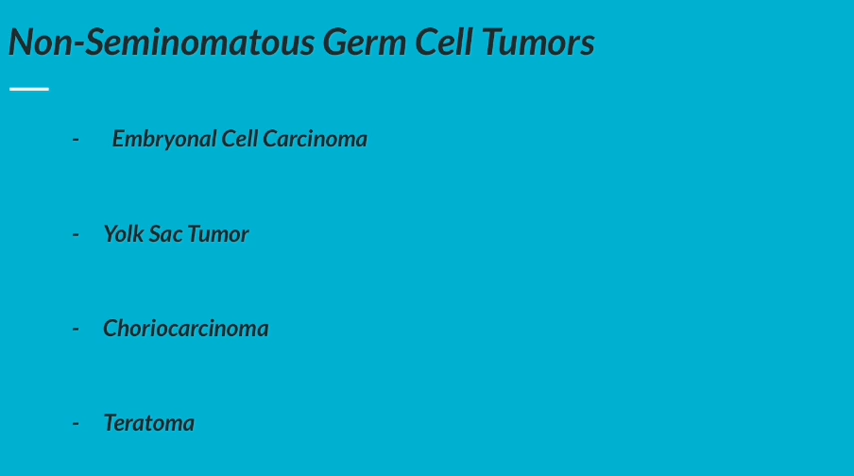 Non-Seminomatous Germ Cell Tumors
- Embryonal Cell Carcinoma
- Yolk Sac Tumor
- Choriocarcinoma
- Teratoma